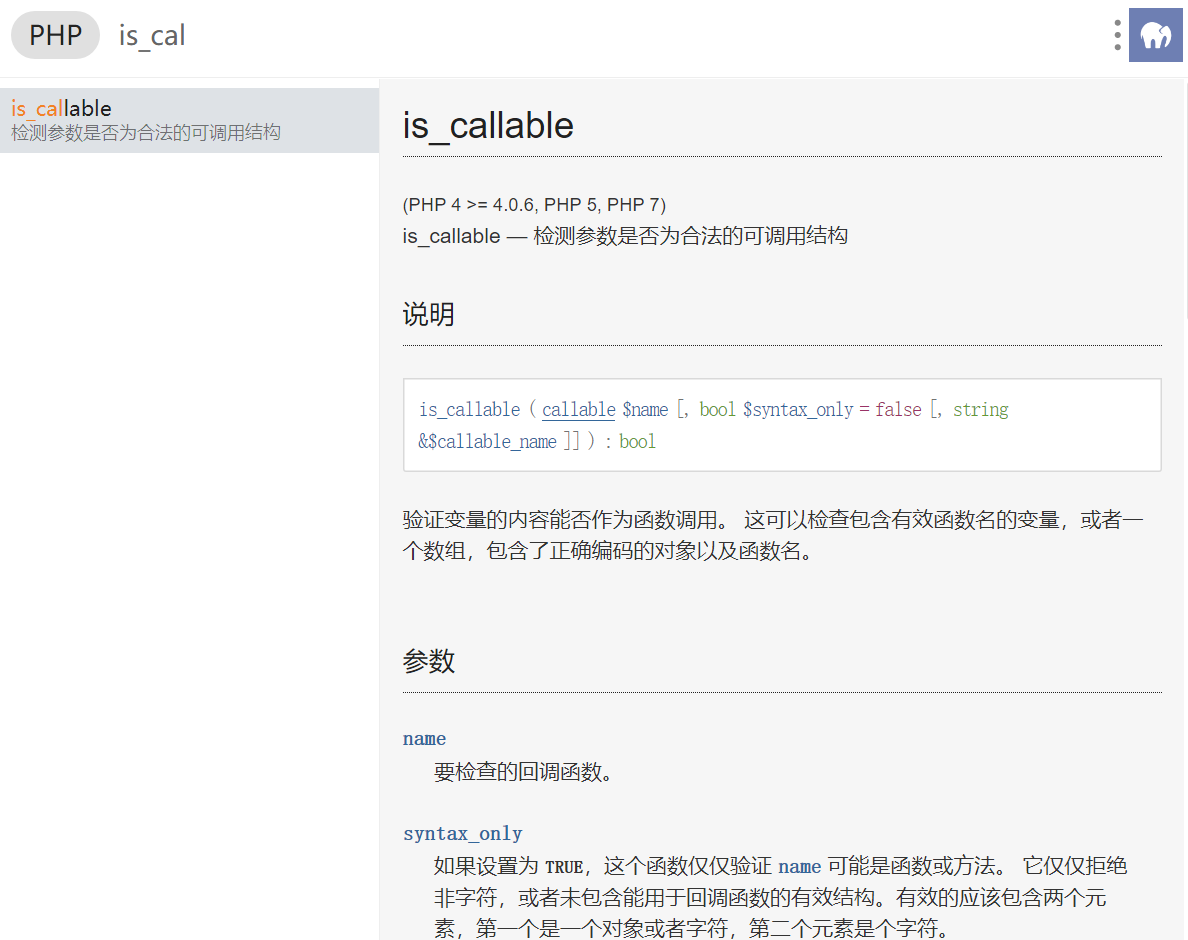 PHP is_cal
is_callable
检测参数是否为合法的可调用结构
is_callable
(PHP 4 >= 4.0.6, PHP 5, PHP 7)
is_callable — 检测参数是否为合法的可调用结构
说明
is_callable ( callable $name [, bool $syntax_only = false [, string
&$callable_name ]] ) : bool
验证变量的内容能否作为函数调用。 这可以检查包含有效函数名的变量，或者一
个数组，包含了正确编码的对象以及函数名。
参数
name
要检查的回调函数。
syntax_only
如果设置为 TRUE，这个函数仅仅验证 name 可能是函数或方法。 它仅仅拒绝
非字符，或者未包含能用于回调函数的有效结构。有效的应该包含两个元
素，第一个是一个对象或者字符，第二个元素是个字符。